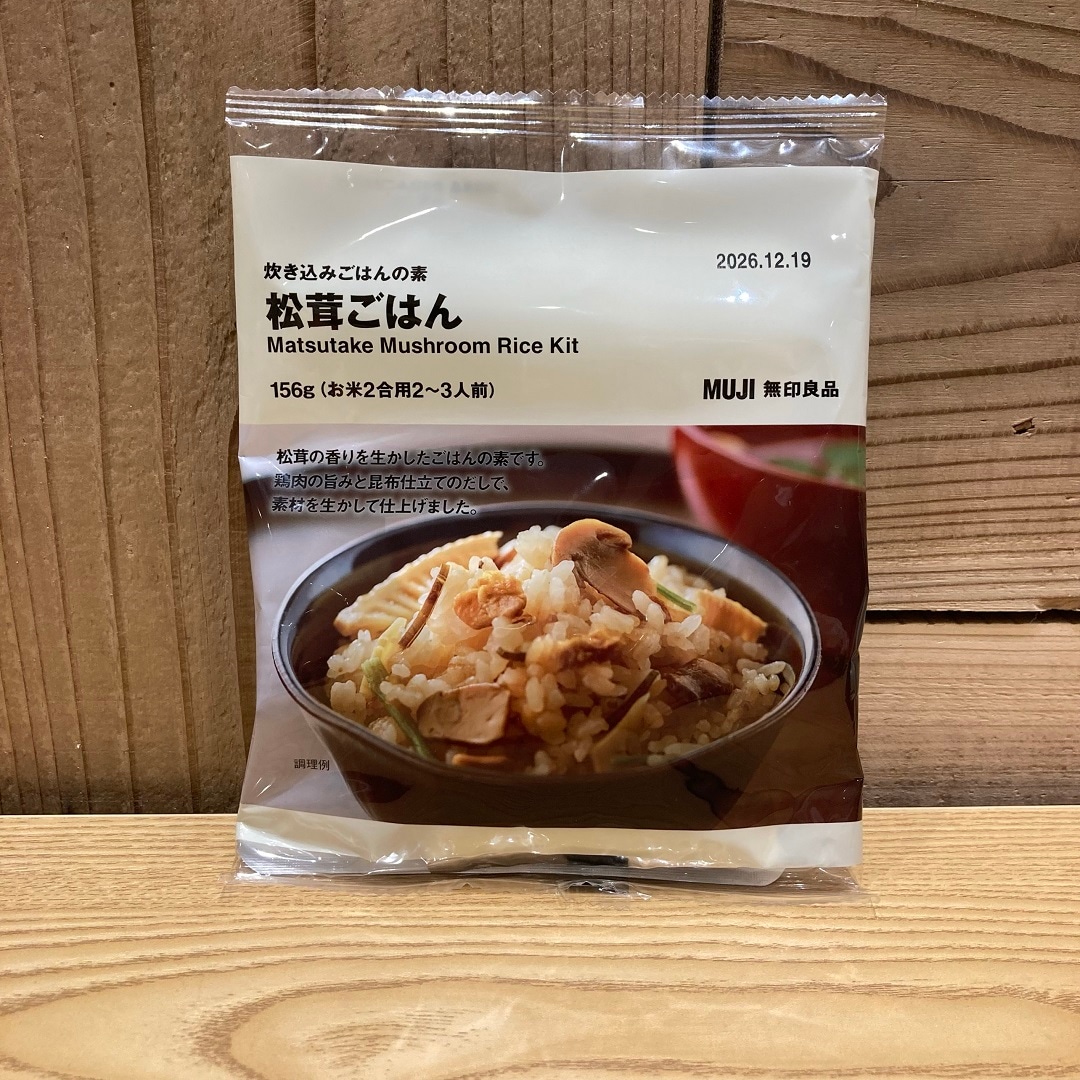 2026.12.19
炊き込みごはんの素
松茸ごはん
Matsutake Mushroom Rice Kit
156g（お米2合用2〜3人前）
MUJI 無印良品
松茸の香りを生かしたごはんの素です。
鶏肉の旨みと昆布仕立てのだしで、
素材を生かして仕上げました。
調理例